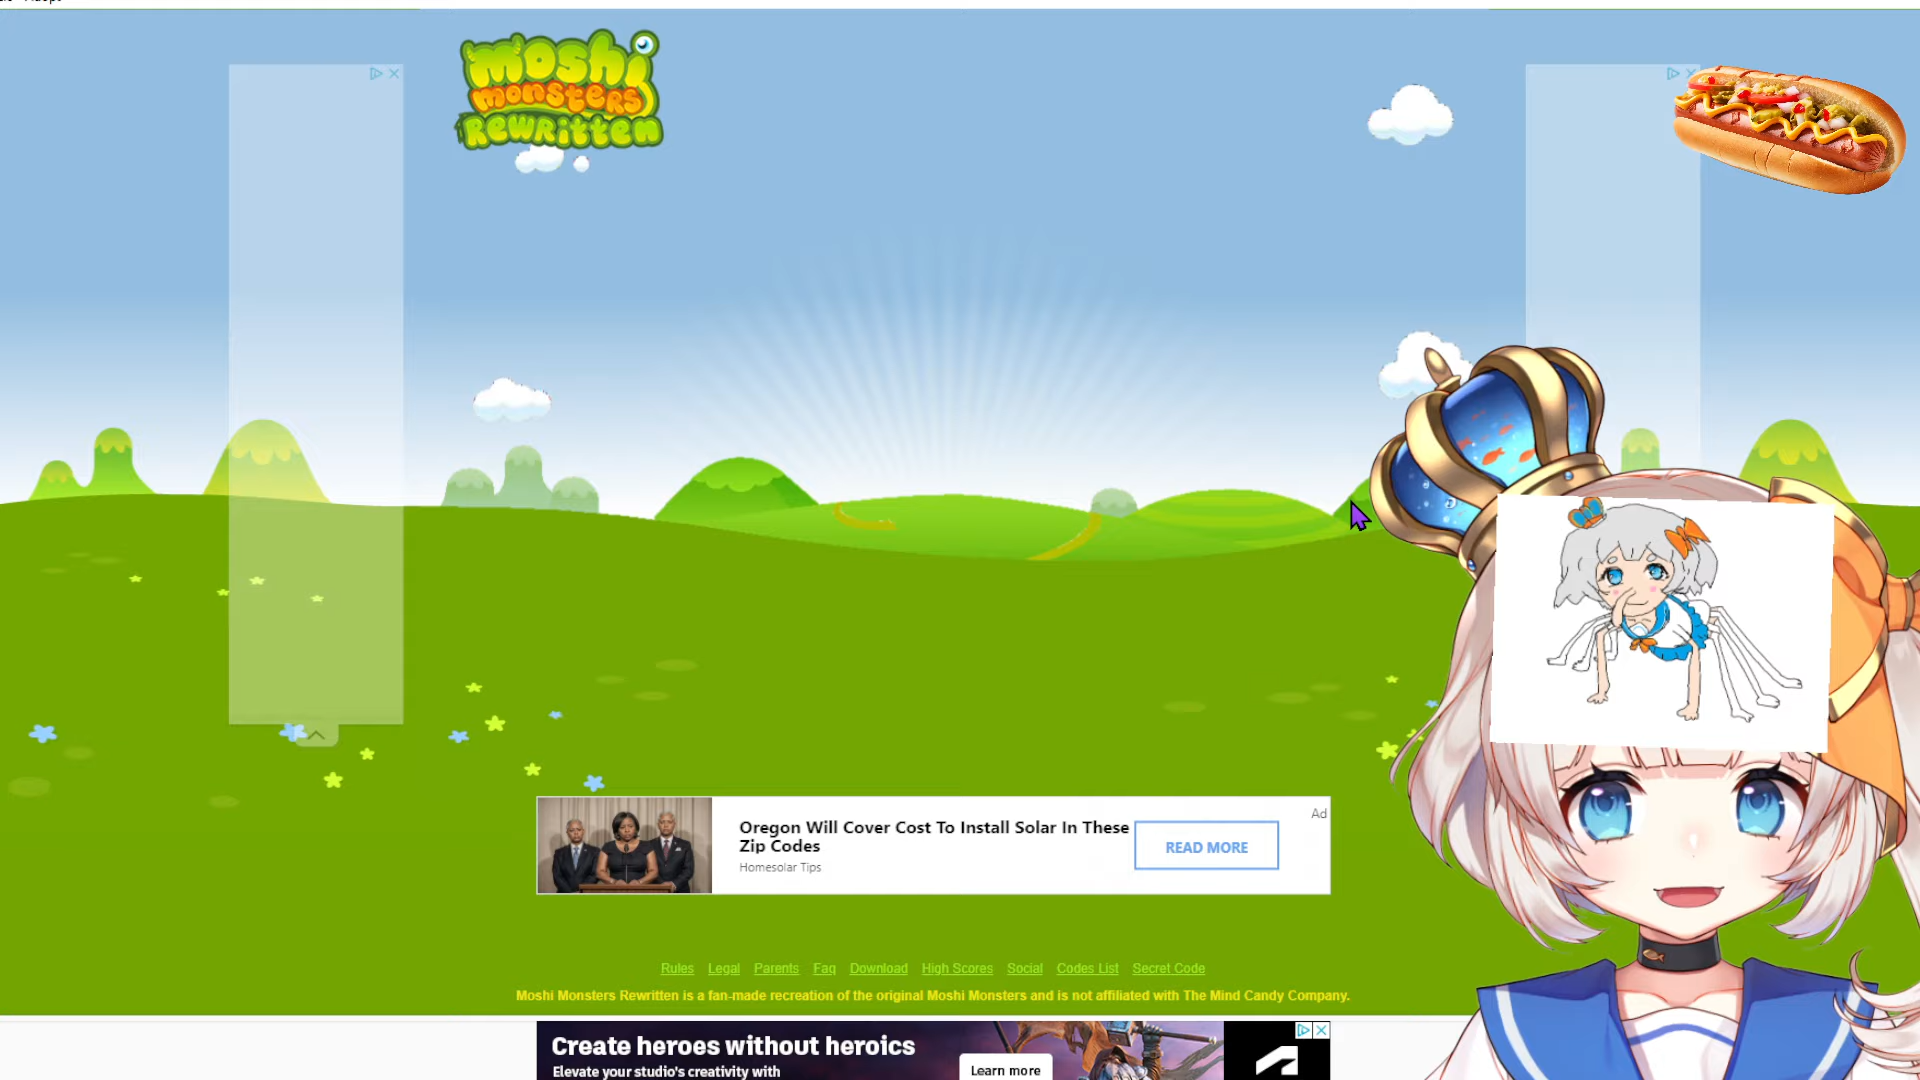 moshi
monsters
Rewritten
Oregon Will Cover Cost To Install Solar In These
Zip Codes
Homesolar Tips
READ MORE
Ad
Rules Legal Parents Faq Download High Scores Social Codes List Secret Code
Moshi Monsters Rewritten is a fan-made recreation of the original Moshi Monsters and is not affiliated with The Mind Candy Company.
Create heroes without heroics
Elevate your studio's creativity with
Learn more